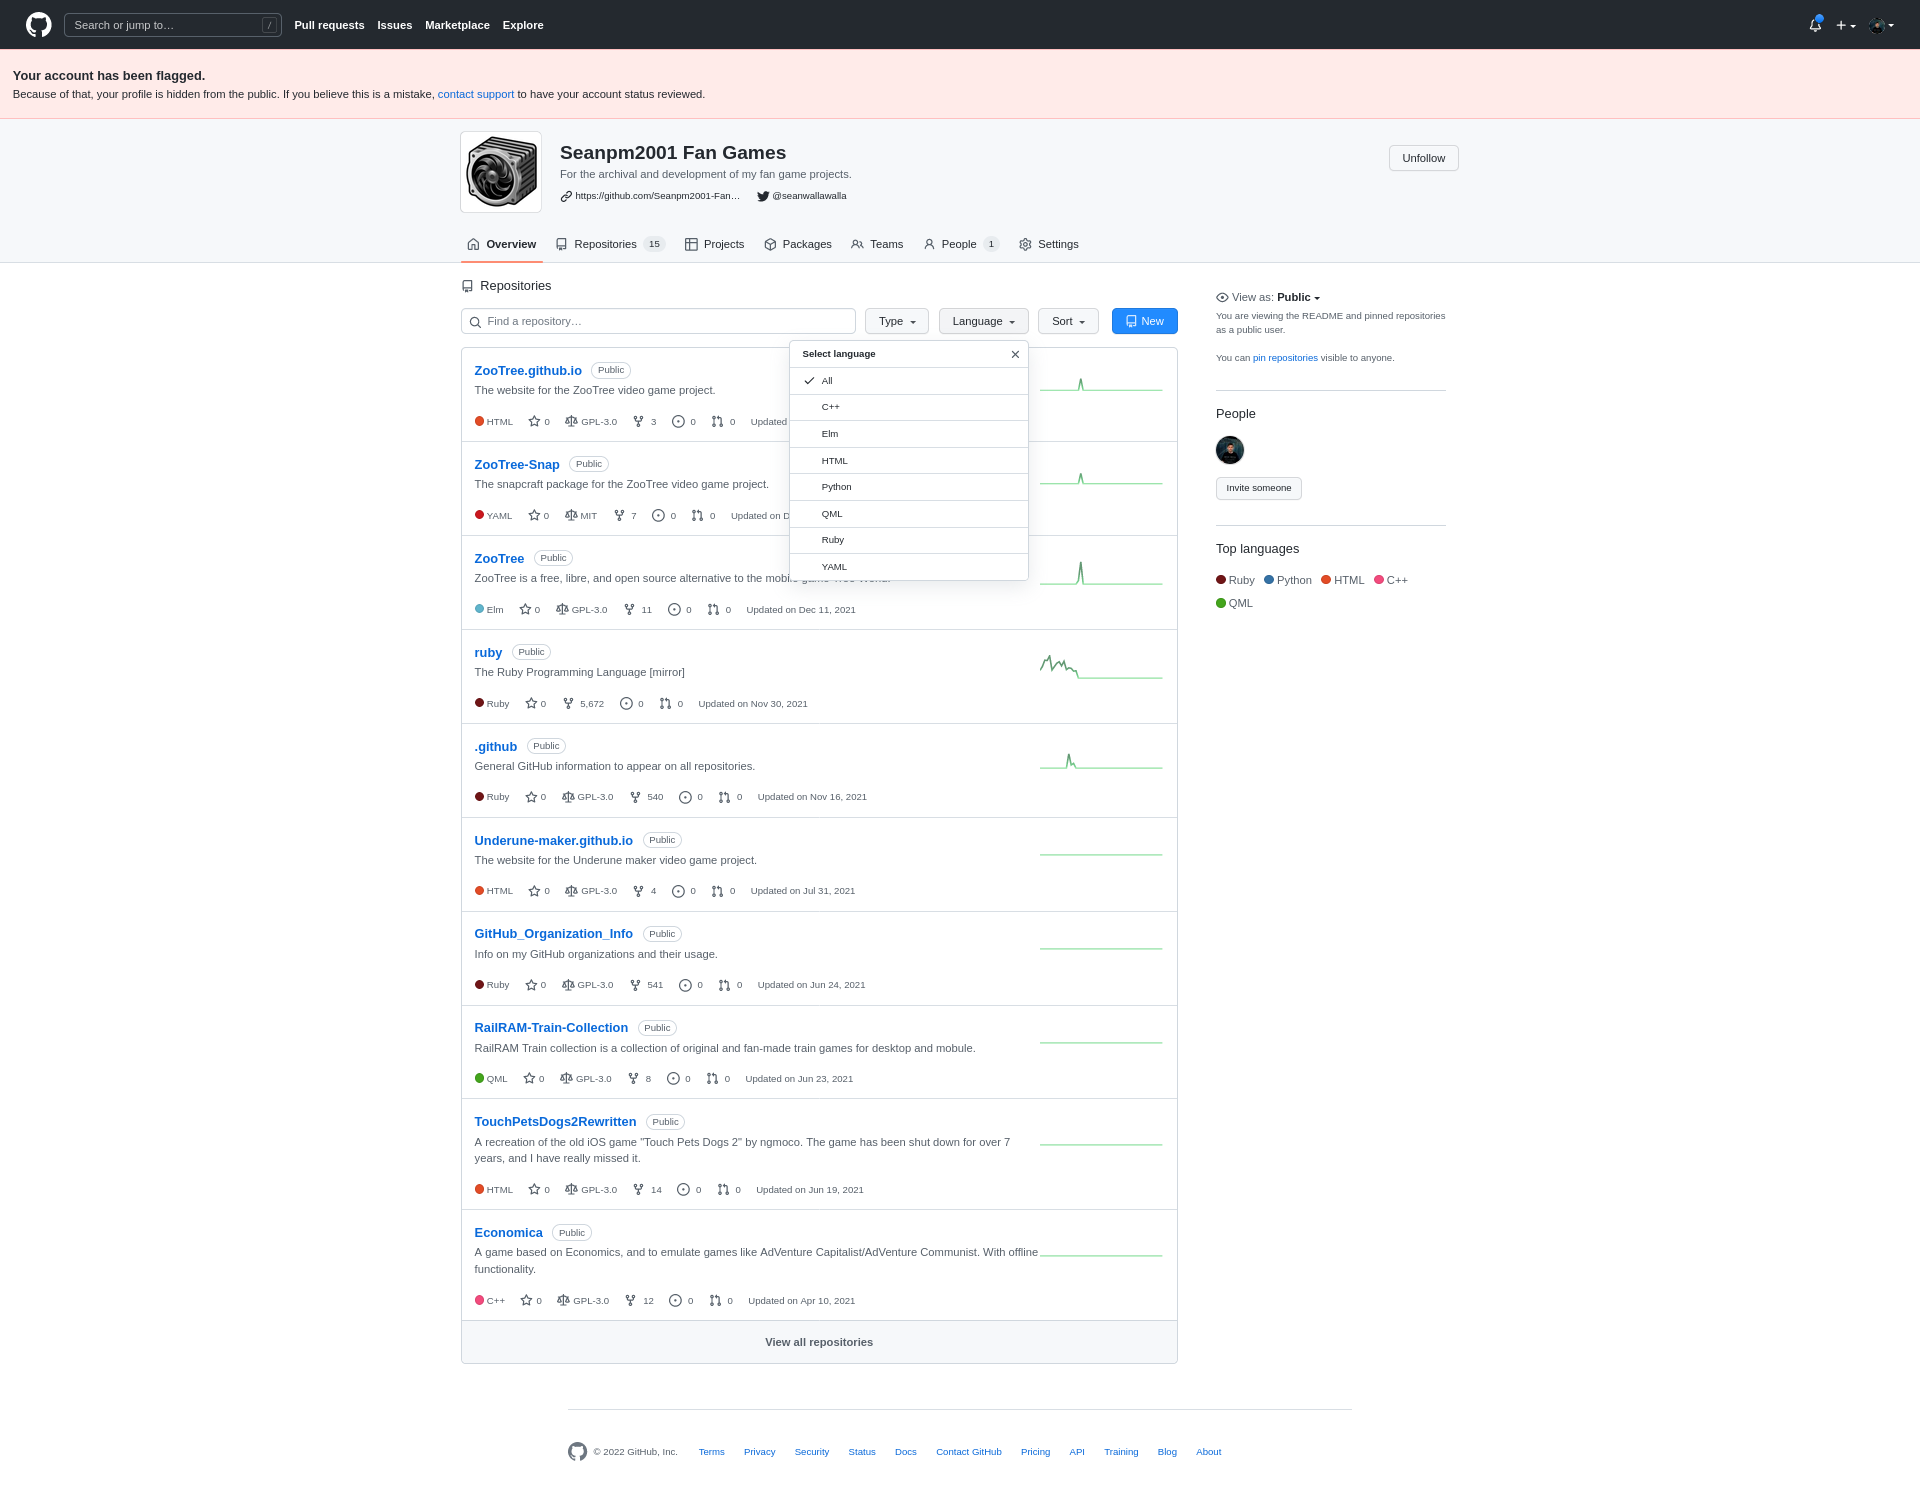 Search or jump to… /
Pull requests Issues Marketplace Explore
Your account has been flagged.
Because of that, your profile is hidden from the public. If you believe this is a mistake, contact support to have your account status reviewed.
Seanpm2001 Fan Games
Unfollow
For the archival and development of my fan game projects.
https://github.com/Seanpm2001-Fan… @seanwallawalla
Overview Repositories 15 Projects Packages Teams People 1 Settings
Repositories
Find a repository… Type Language Sort New
Select language
All
C++
Elm
HTML
Python
QML
Ruby
YAML
ZooTree.github.io Public
The website for the ZooTree video game project.
HTML 0 GPL-3.0 3 0 0 Updated
ZooTree-Snap Public
The snapcraft package for the ZooTree video game project.
YAML 0 MIT 7 0 0 Updated on D
ZooTree Public
ZooTree is a free, libre, and open source alternative to the mobile game Tree World.
Elm 0 GPL-3.0 11 0 0 Updated on Dec 11, 2021
ruby Public
The Ruby Programming Language [mirror]
Ruby 0 5,672 0 0 Updated on Nov 30, 2021
.github Public
General GitHub information to appear on all repositories.
Ruby 0 GPL-3.0 540 0 0 Updated on Nov 16, 2021
Underune-maker.github.io Public
The website for the Underune maker video game project.
HTML 0 GPL-3.0 4 0 0 Updated on Jul 31, 2021
GitHub_Organization_Info Public
Info on my GitHub organizations and their usage.
Ruby 0 GPL-3.0 541 0 0 Updated on Jun 24, 2021
RailRAM-Train-Collection Public
RailRAM Train collection is a collection of original and fan-made train games for desktop and mobule.
QML 0 GPL-3.0 8 0 0 Updated on Jun 23, 2021
TouchPetsDogs2Rewritten Public
A recreation of the old iOS game "Touch Pets Dogs 2" by ngmoco. The game has been shut down for over 7
years, and I have really missed it.
HTML 0 GPL-3.0 14 0 0 Updated on Jun 19, 2021
Economica Public
A game based on Economics, and to emulate games like AdVenture Capitalist/AdVenture Communist. With offline
functionality.
C++ 0 GPL-3.0 12 0 0 Updated on Apr 10, 2021
View all repositories
View as: Public
You are viewing the README and pinned repositories
as a public user.
You can pin repositories visible to anyone.
People
Invite someone
Top languages
Ruby Python HTML C++
QML
© 2022 GitHub, Inc. Terms Privacy Security Status Docs Contact GitHub Pricing API Training Blog About